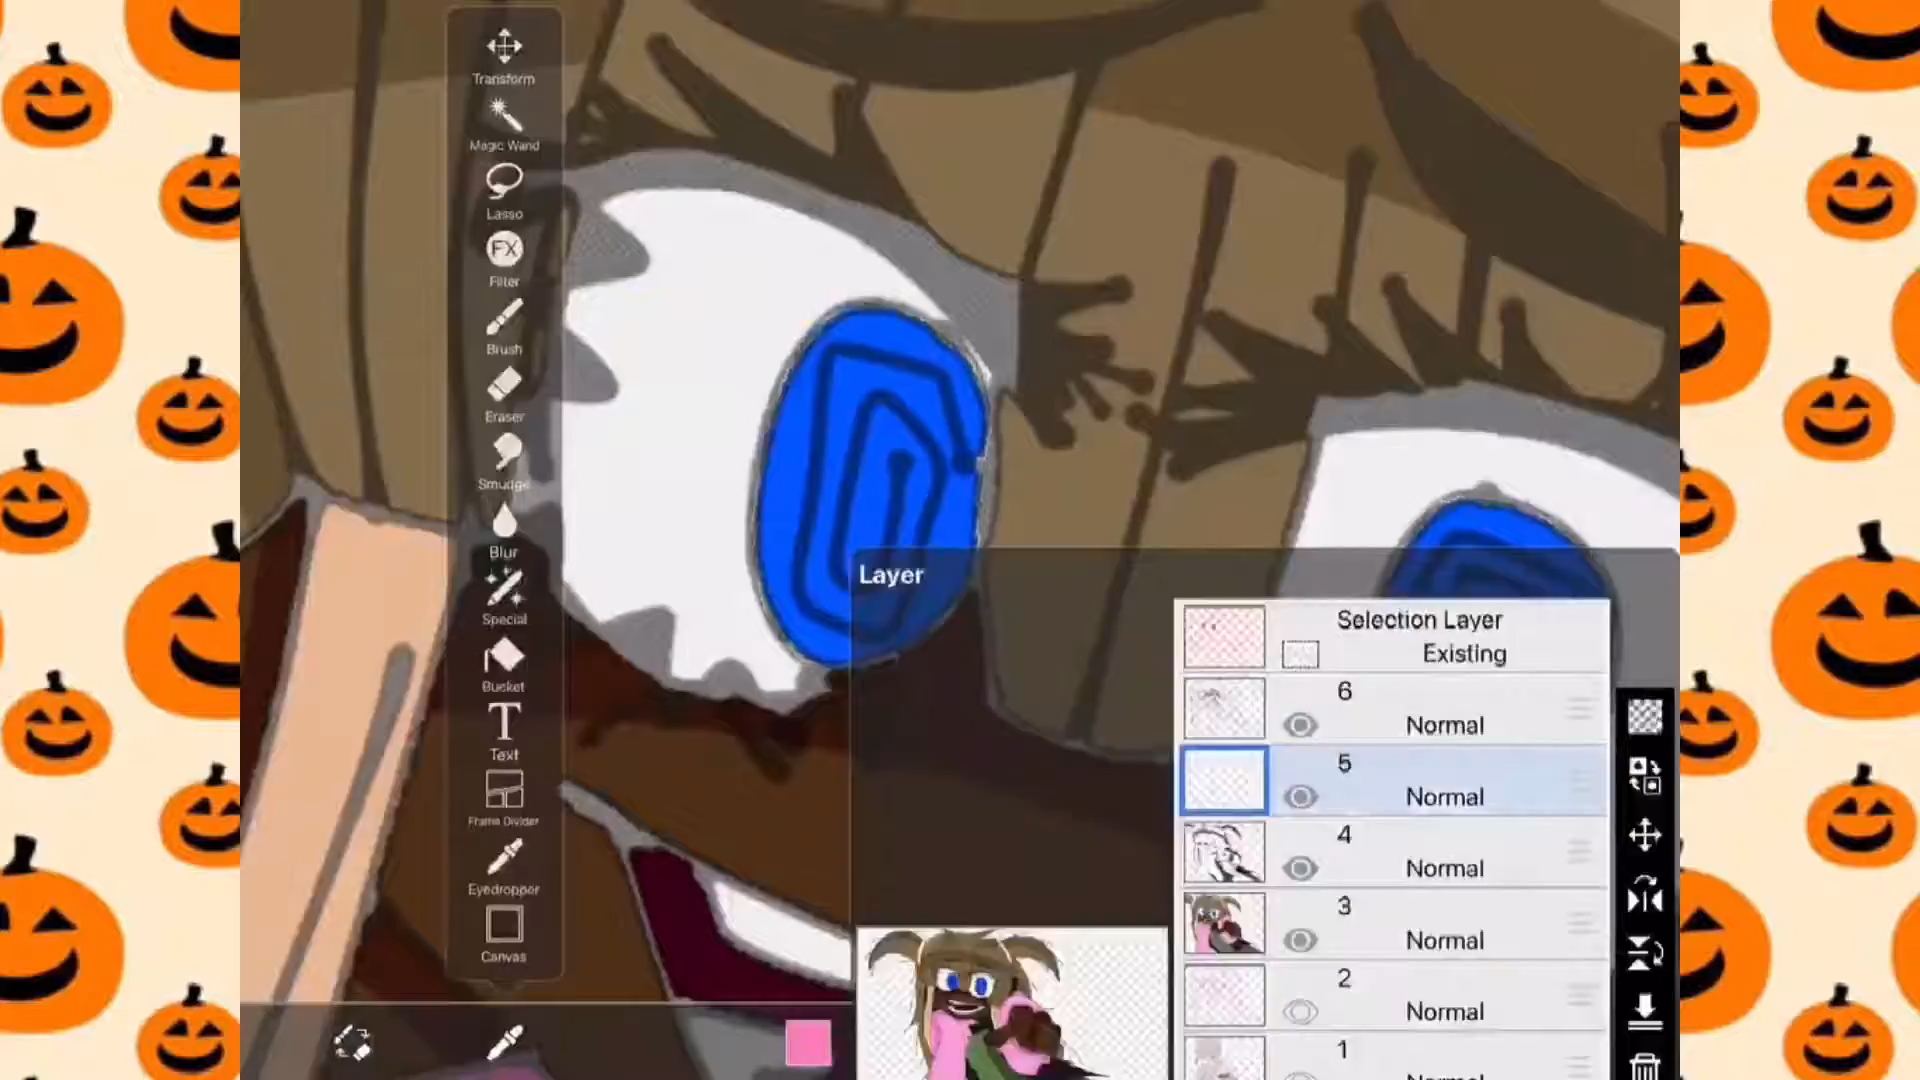 Transform
Magic Wand
Lasso
FX
Filter
Brush
Eraser
Smudge
Blur
Special
Bucket
T
Text
Frame Divider
Eyedropper
Canvas
Layer
Selection Layer
Existing
6
Normal
5
Normal
4
Normal
3
Normal
2
Normal
1
Normal